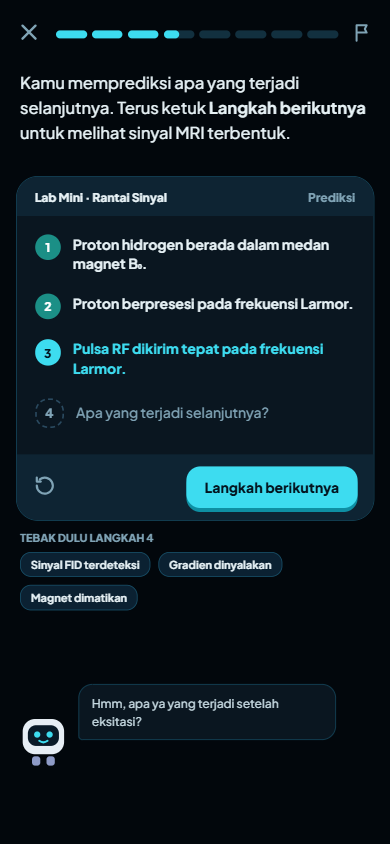 Kamu memprediksi apa yang terjadi
selanjutnya. Terus ketuk Langkah berikutnya
untuk melihat sinyal MRI terbentuk.
Lab Mini · Rantai Sinyal
Prediksi
1
Proton hidrogen berada dalam medan
magnet B₀.
2
Proton berpresesi pada frekuensi Larmor.
3
Pulsa RF dikirim tepat pada frekuensi
Larmor.
4
Apa yang terjadi selanjutnya?
Langkah berikutnya
TEBAK DULU LANGKAH 4
Sinyal FID terdeteksi
Gradien dinyalakan
Magnet dimatikan
Hmm, apa ya yang terjadi setelah
eksitasi?